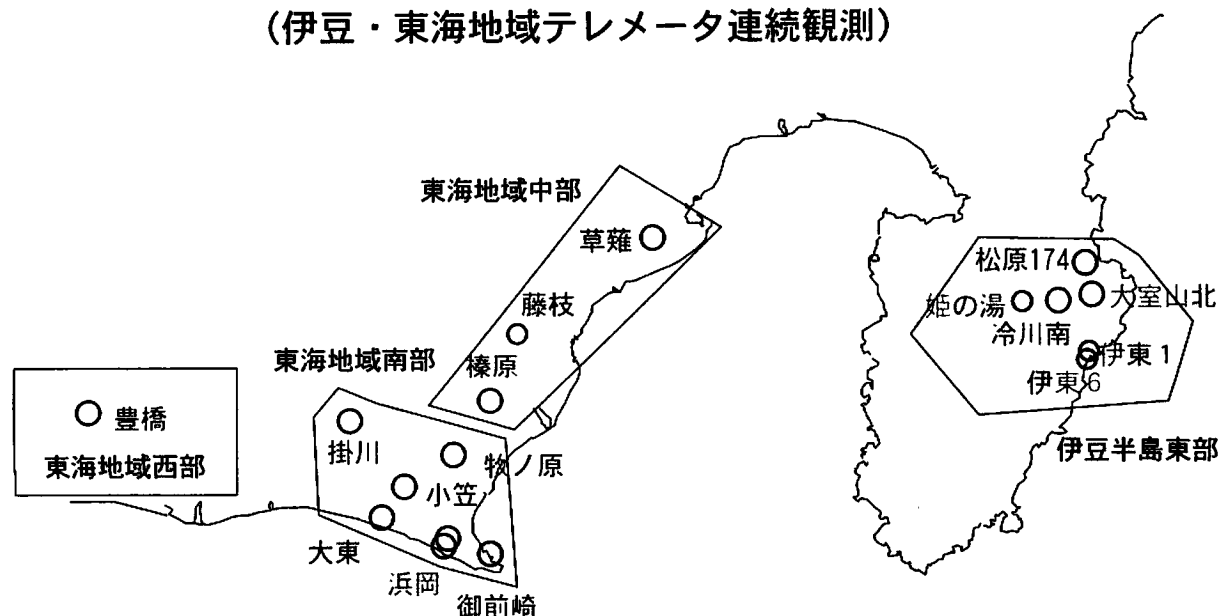 (伊豆・東海地域テレメータ連続観測)
東海地域中部
草薙
藤枝
榛原
東海地域南部
掛川
牧ノ原
小笠
大東
浜岡
御前崎
豊橋
東海地域西部
松原174
大室山北
姫の湯
冷川南
伊東1
伊東6
伊豆半島東部